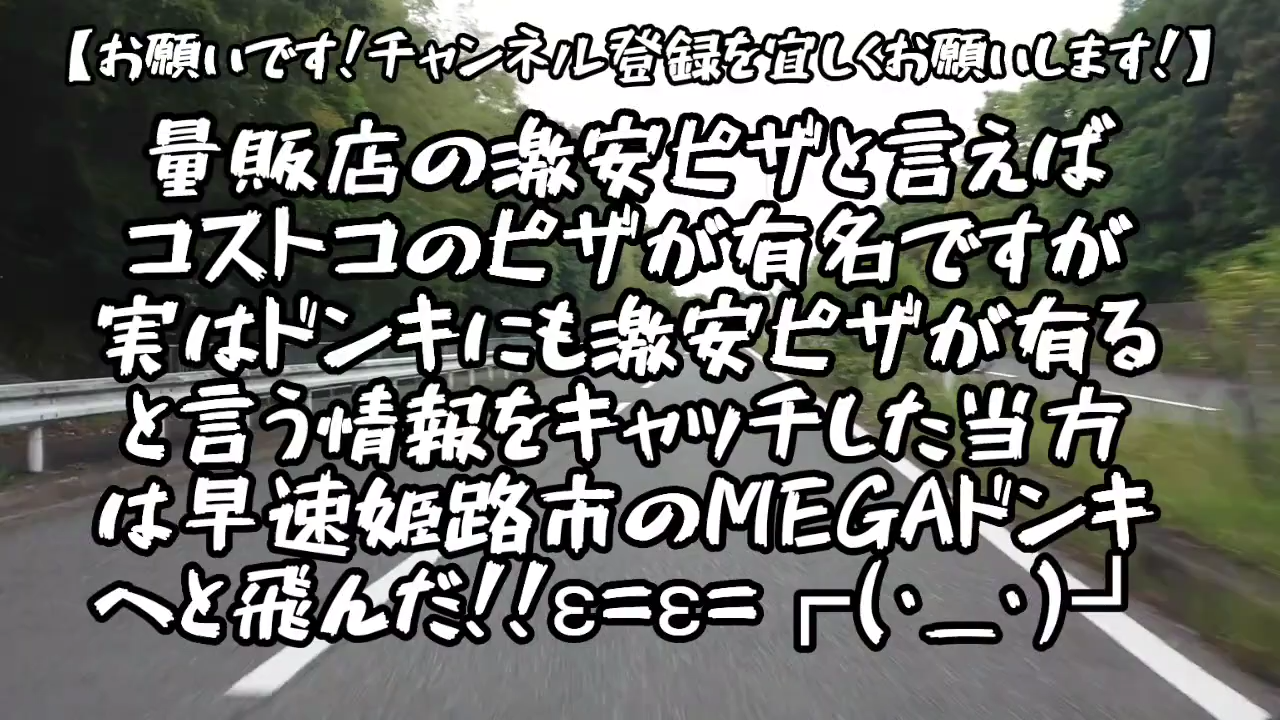 【お願いです!チャンネル登録を宜しくお願いします!】
量販店の激安ピザと言えば
コストコのピザが有名ですが
実はドンキにも激安ピザが有る
と言う情報をキャッチした当方
は早速姫路市のMEGAドンキ
へと飛んだ!!ε=ε=┏(·_·)┛